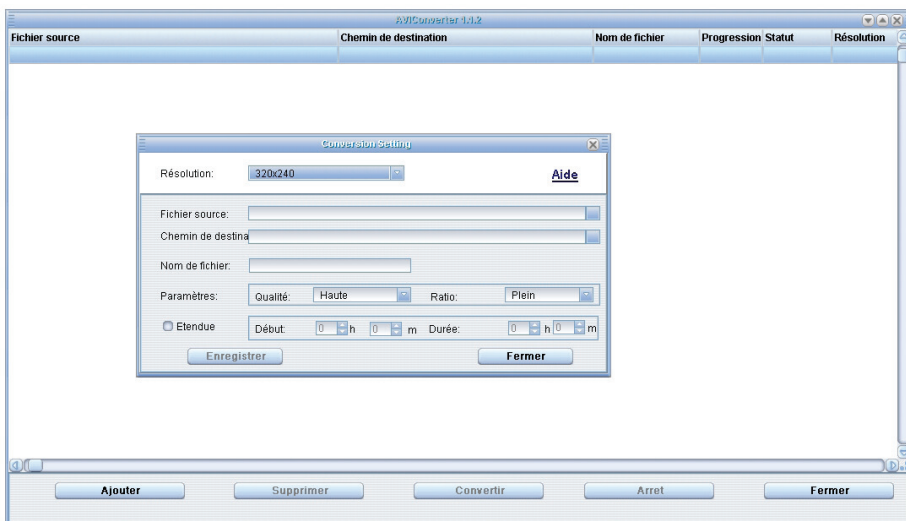 AVIConverter 1.1.2
Fichier source Chemin de destination Nom de fichier Progression Statut Résolution
Conversion Setting
Résolution: 320x240 Aide
Fichier source:
Chemin de destina
Nom de fichier:
Paramètres: Qualité: Haute Ratio: Plein
Etendue Début: 0 h 0 m Durée: 0 h 0 m
Enregistrer Fermer
Ajouter Supprimer Convertir Arret Fermer